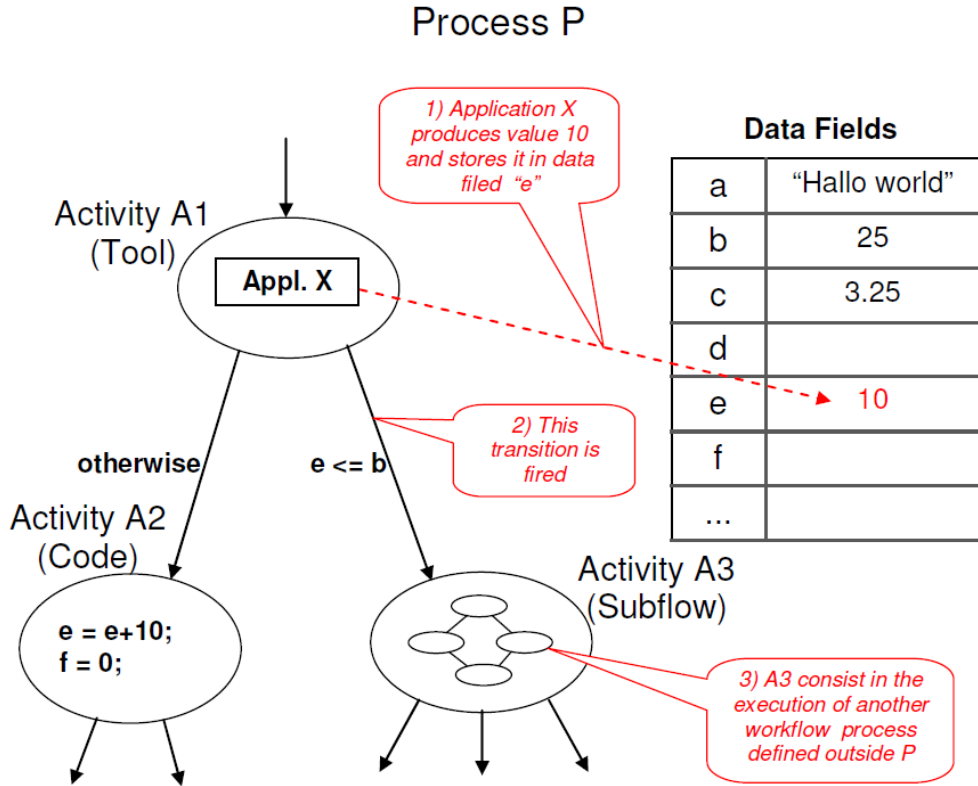 Process P
1) Application X
produces value 10
and stores it in data
filed “e”
Data Fields
a “Hallo world”
b 25
c 3.25
d
e 10
f
...
Activity A1
(Tool)
Appl. X
2) This
transition is
fired
otherwise
e <= b
Activity A2
(Code)
e = e+10;
f = 0;
Activity A3
(Subflow)
3) A3 consist in the
execution of another
workflow process
defined outside P